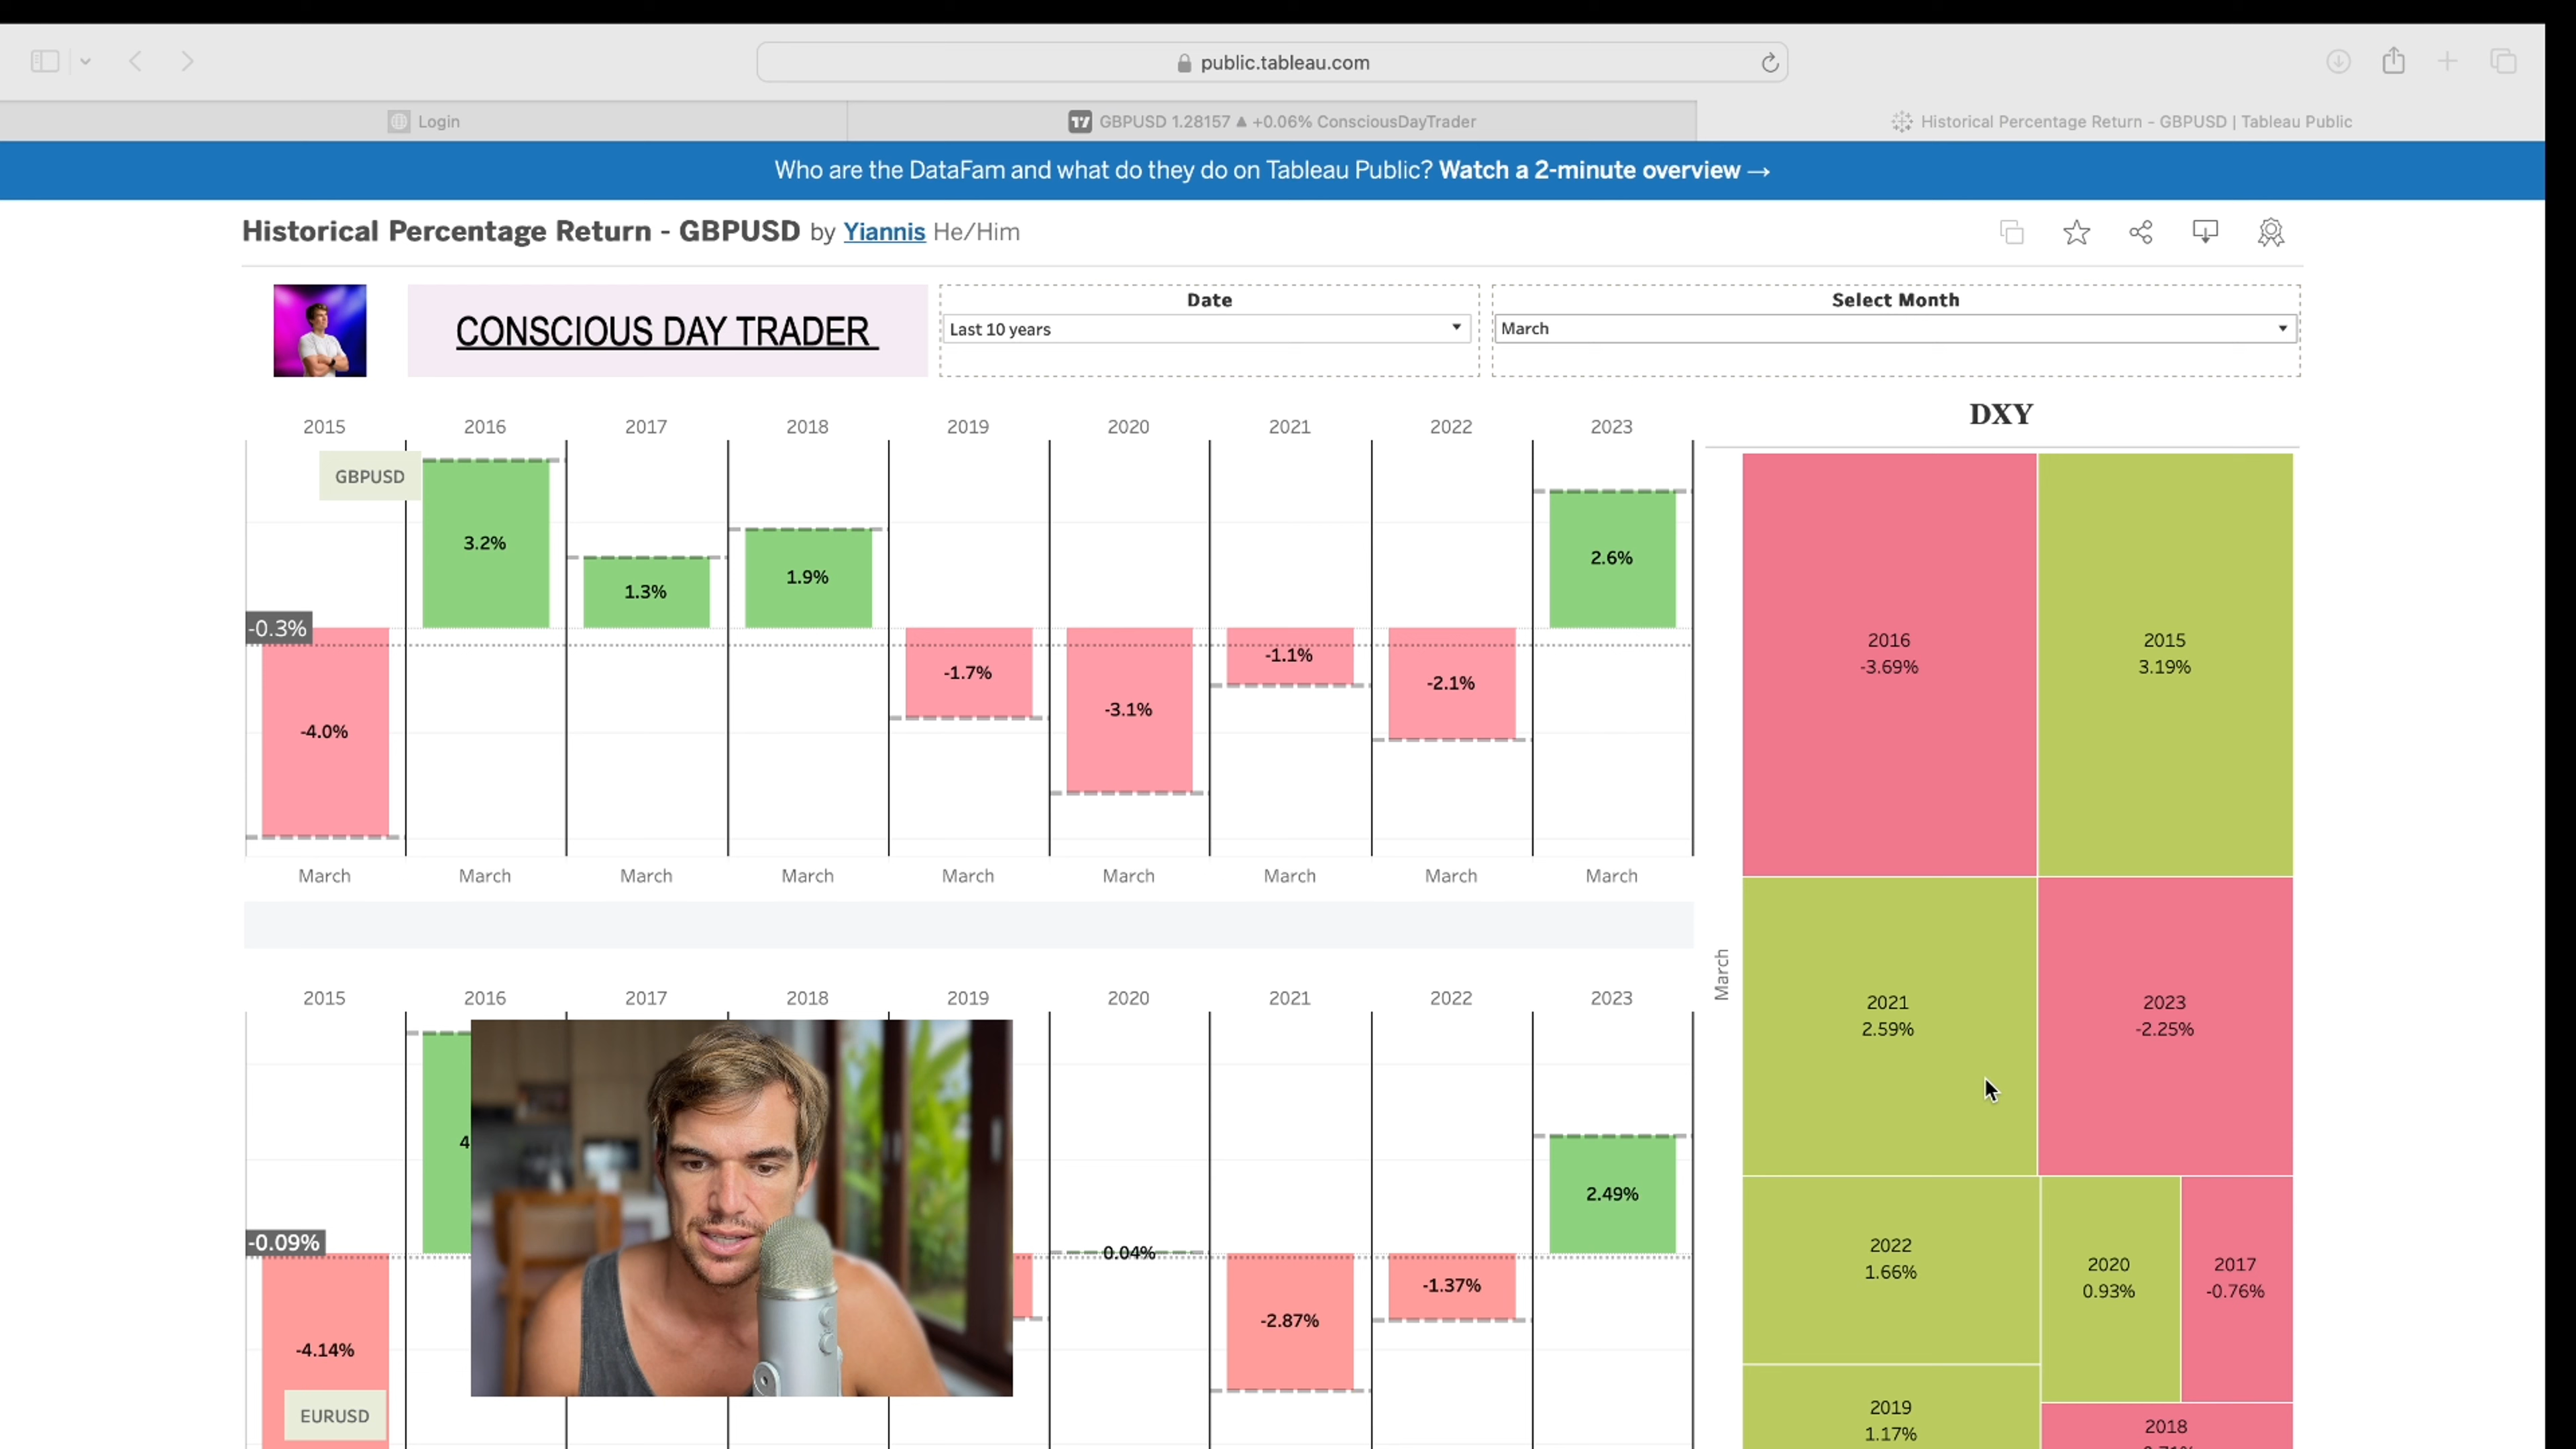 public.tableau.com
Login
GBPUSD 1.28157 ▲ +0.06% ConsciousDayTrader
Historical Percentage Return - GBPUSD | Tableau Public
Who are the DataFam and what do they do on Tableau Public? Watch a 2-minute overview →
Historical Percentage Return - GBPUSD by Yiannis He/Him
CONSCIOUS DAY TRADER
Date
Last 10 years
Select Month
March
2015 2016 2017 2018 2019 2020 2021 2022 2023
GBPUSD
3.2%
1.3%
1.9%
2.6%
-0.3%
-4.0%
-1.7%
-3.1%
-1.1%
-2.1%
March March March March March March March March March
2015 2016 2017 2018 2019 2020 2021 2022 2023
4
2.49%
-0.09%
0.04%
-4.14%
-2.87%
-1.37%
EURUSD
DXY
March
2016
-3.69%
2015
3.19%
2021
2.59%
2023
-2.25%
2022
1.66%
2020
0.93%
2017
-0.76%
2019
1.17%
2018